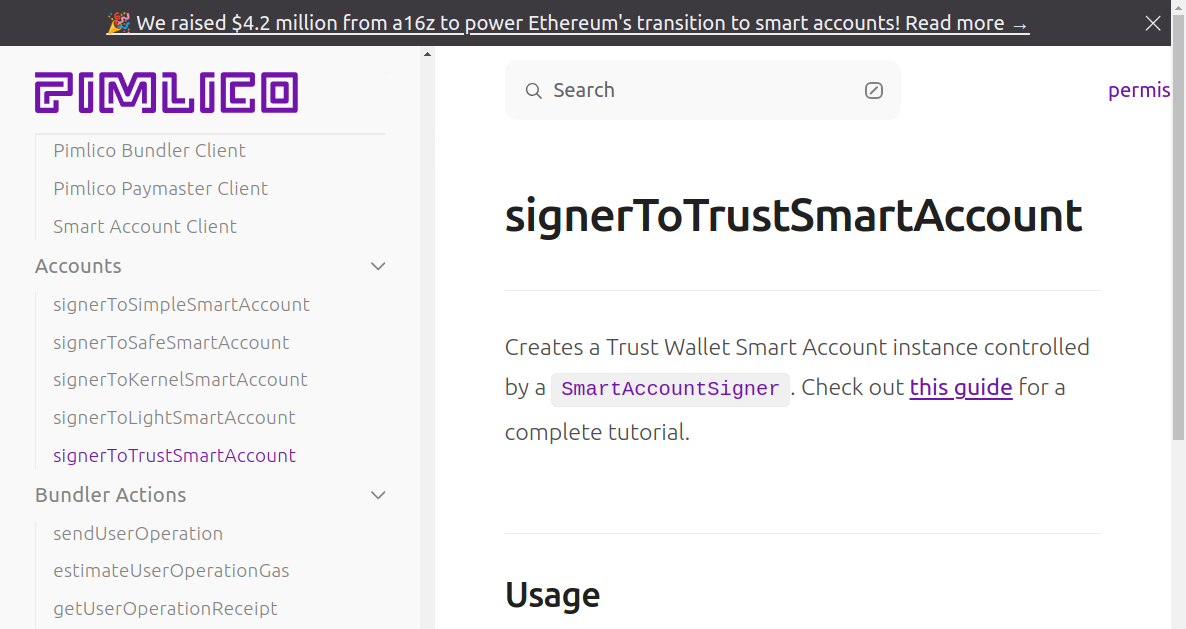 🎉 We raised $4.2 million from a16z to power Ethereum's transition to smart accounts! Read more →
PIMLICO
Search
permis
Pimlico Bundler Client
Pimlico Paymaster Client
Smart Account Client
Accounts
signerToSimpleSmartAccount
signerToSafeSmartAccount
signerToKernelSmartAccount
signerToLightSmartAccount
signerToTrustSmartAccount
Bundler Actions
sendUserOperation
estimateUserOperationGas
getUserOperationReceipt
signerToTrustSmartAccount
Creates a Trust Wallet Smart Account instance controlled
by a SmartAccountSigner. Check out this guide for a
complete tutorial.
Usage